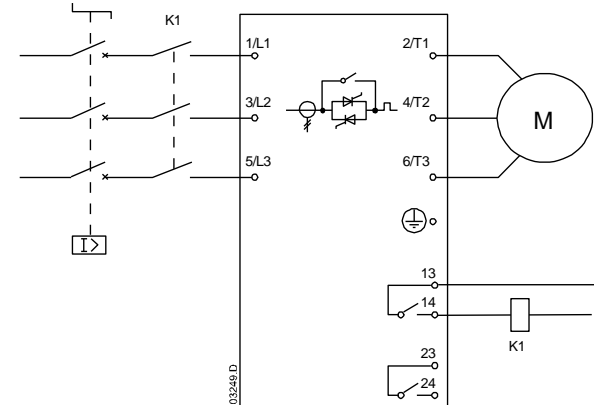 K1
1/L1
2/T1
3/L2
4/T2
M
5/L3
6/T3
I>
13
14
K1
23
24
03249.D